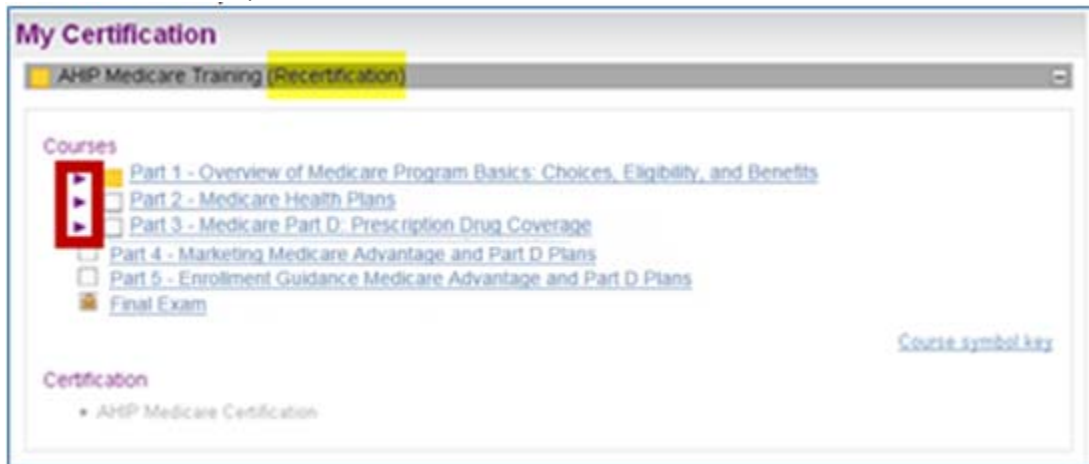 My Certification
AHIP Medicare Training (Recertification)
Courses
Part 1 - Overview of Medicare Program Basics: Choices, Eligibility, and Benefits
Part 2 - Medicare Health Plans
Part 3 - Medicare Part D: Prescription Drug Coverage
Part 4 - Marketing Medicare Advantage and Part D Plans
Part 5 - Enrollment Guidance Medicare Advantage and Part D Plans
Final Exam
Course symbol key
Certification
• AHIP Medicare Certification